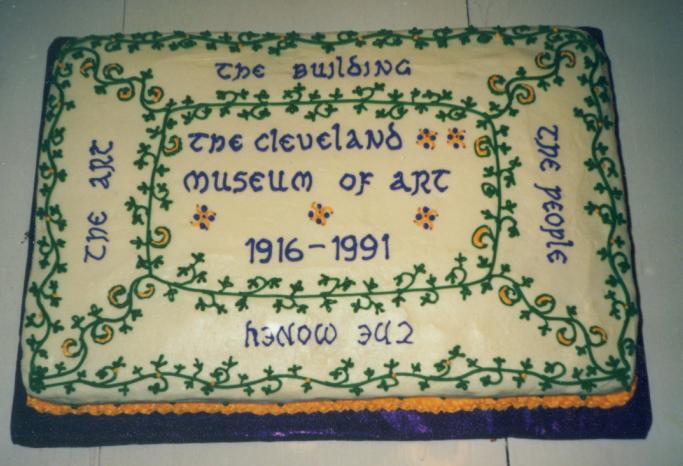 The Building
The Cleveland
Museum of Art
1916-1991
The Art
The People
The Money